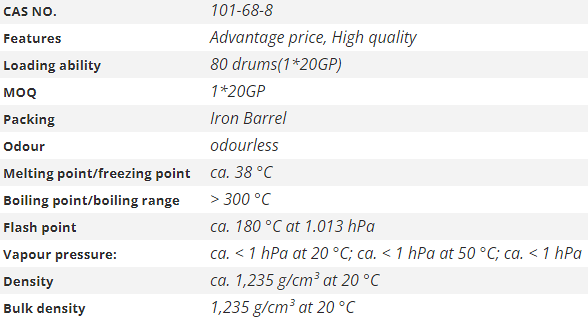 CAS NO. 101-68-8
Features Advantage price, High quality
Loading ability 80 drums(1*20GP)
MOQ 1*20GP
Packing Iron Barrel
Odour odourless
Melting point/freezing point ca. 38 °C
Boiling point/boiling range > 300 °C
Flash point ca. 180 °C at 1.013 hPa
Vapour pressure: ca. < 1 hPa at 20 °C; ca. < 1 hPa at 50 °C; ca. < 1 hPa
Density ca. 1,235 g/cm³ at 20 °C
Bulk density 1,235 g/cm³ at 20 °C